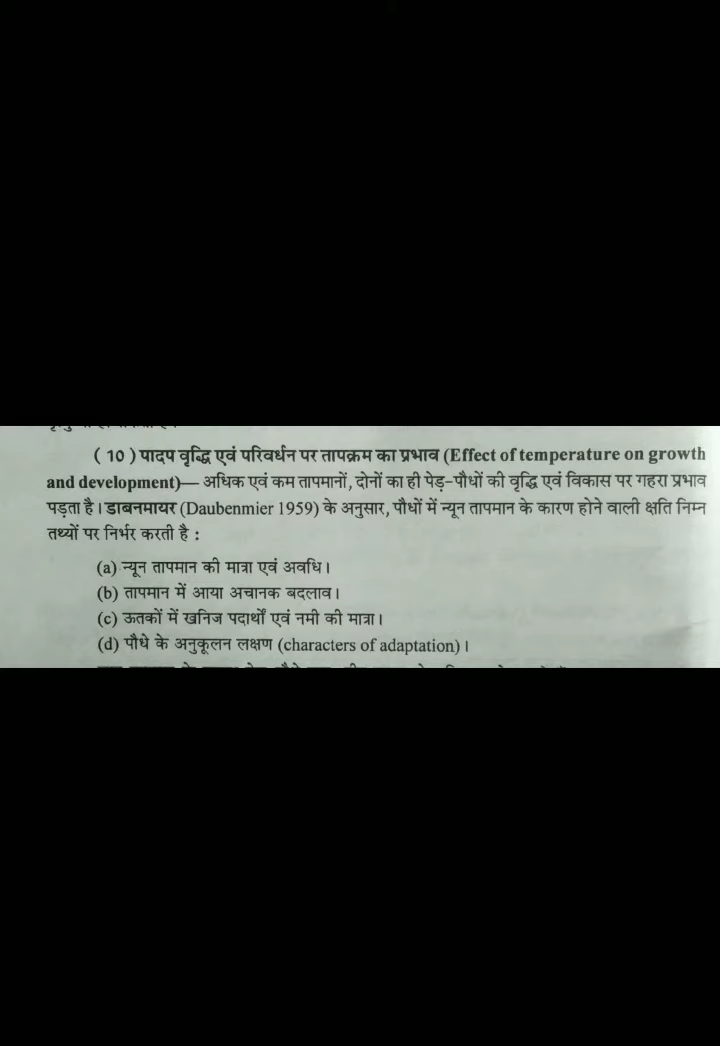 ( 10 ) पादप वृद्धि एवं परिवर्धन पर तापक्रम का प्रभाव (Effect of temperature on growth
and development)— अधिक एवं कम तापमानों, दोनों का ही पेड़-पौधों की वृद्धि एवं विकास पर गहरा प्रभाव
पड़ता है। डाबनमायर (Daubenmier 1959) के अनुसार, पौधों में न्यून तापमान के कारण होने वाली क्षति निम्न
तथ्यों पर निर्भर करती है :
(a) न्यून तापमान की मात्रा एवं अवधि।
(b) तापमान में आया अचानक बदलाव।
(c) ऊतकों में खनिज पदार्थों एवं नमी की मात्रा।
(d) पौधे के अनुकूलन लक्षण (characters of adaptation) ।